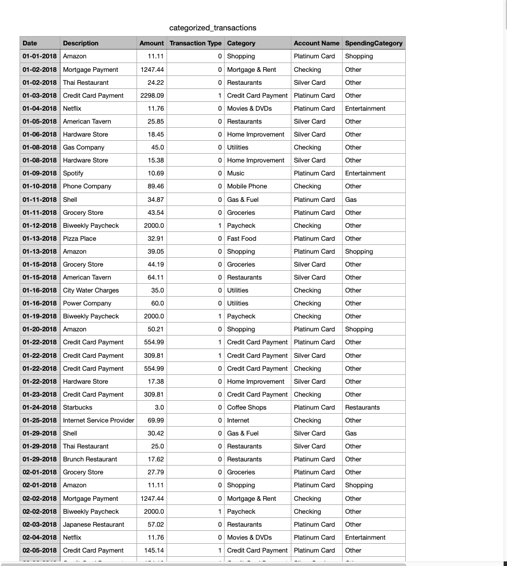 categorized_transactions
Date Description Amount Transaction Type Category Account Name SpendingCategory
01-01-2018 Amazon 11.11 0 Shopping Platinum Card Shopping
01-02-2018 Mortgage Payment 1247.44 0 Mortgage & Rent Checking Other
01-02-2018 Thai Restaurant 24.22 0 Restaurants Silver Card Other
01-03-2018 Credit Card Payment 2298.09 1 Credit Card Payment Platinum Card Other
01-04-2018 Netflix 11.76 0 Movies & DVDs Platinum Card Entertainment
01-05-2018 American Tavern 25.85 0 Restaurants Silver Card Other
01-06-2018 Hardware Store 18.45 0 Home Improvement Silver Card Other
01-08-2018 Gas Company 45.0 0 Utilities Checking Other
01-08-2018 Hardware Store 15.38 0 Home Improvement Silver Card Other
01-09-2018 Spotify 10.69 0 Music Platinum Card Entertainment
01-10-2018 Phone Company 89.46 0 Mobile Phone Checking Other
01-11-2018 Shell 34.87 0 Gas & Fuel Platinum Card Gas
01-11-2018 Grocery Store 43.54 0 Groceries Platinum Card Other
01-12-2018 Biweekly Paycheck 2000.0 1 Paycheck Checking Other
01-13-2018 Pizza Place 32.91 0 Fast Food Platinum Card Other
01-13-2018 Amazon 39.05 0 Shopping Platinum Card Shopping
01-15-2018 Grocery Store 44.19 0 Groceries Silver Card Other
01-15-2018 American Tavern 64.11 0 Restaurants Silver Card Other
01-16-2018 City Water Charges 35.0 0 Utilities Checking Other
01-16-2018 Power Company 60.0 0 Utilities Checking Other
01-19-2018 Biweekly Paycheck 2000.0 1 Paycheck Checking Other
01-20-2018 Amazon 50.21 0 Shopping Platinum Card Shopping
01-22-2018 Credit Card Payment 554.99 1 Credit Card Payment Platinum Card Other
01-22-2018 Credit Card Payment 309.81 1 Credit Card Payment Silver Card Other
01-22-2018 Credit Card Payment 554.99 0 Credit Card Payment Checking Other
01-22-2018 Hardware Store 17.38 0 Home Improvement Silver Card Other
01-23-2018 Credit Card Payment 309.81 0 Credit Card Payment Checking Other
01-24-2018 Starbucks 3.0 0 Coffee Shops Platinum Card Restaurants
01-25-2018 Internet Service Provider 69.99 0 Internet Checking Other
01-29-2018 Shell 30.42 0 Gas & Fuel Silver Card Gas
01-29-2018 Thai Restaurant 25.0 0 Restaurants Silver Card Other
01-29-2018 Brunch Restaurant 17.62 0 Restaurants Platinum Card Other
02-01-2018 Grocery Store 27.79 0 Groceries Platinum Card Other
02-01-2018 Amazon 11.11 0 Shopping Platinum Card Shopping
02-02-2018 Mortgage Payment 1247.44 0 Mortgage & Rent Checking Other
02-02-2018 Biweekly Paycheck 2000.0 1 Paycheck Checking Other
02-03-2018 Japanese Restaurant 57.02 0 Restaurants Platinum Card Other
02-04-2018 Netflix 11.76 0 Movies & DVDs Platinum Card Entertainment
02-05-2018 Credit Card Payment 145.14 1 Credit Card Payment Platinum Card Other